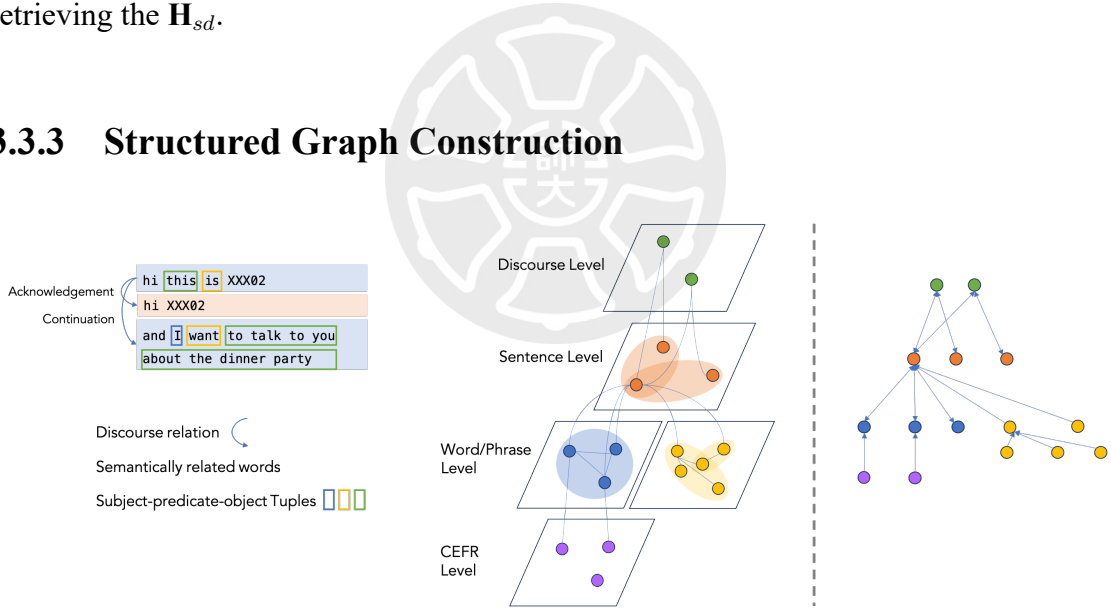 etrieving the H_sd.
3.3.3 Structured Graph Construction
師
大
hi this is XXX02
Acknowledgement
hi XXX02
Continuation
and I want to talk to you
about the dinner party
Discourse relation
Semantically related words
Subject-predicate-object Tuples
Discourse Level
Sentence Level
Word/Phrase
Level
CEFR
Level